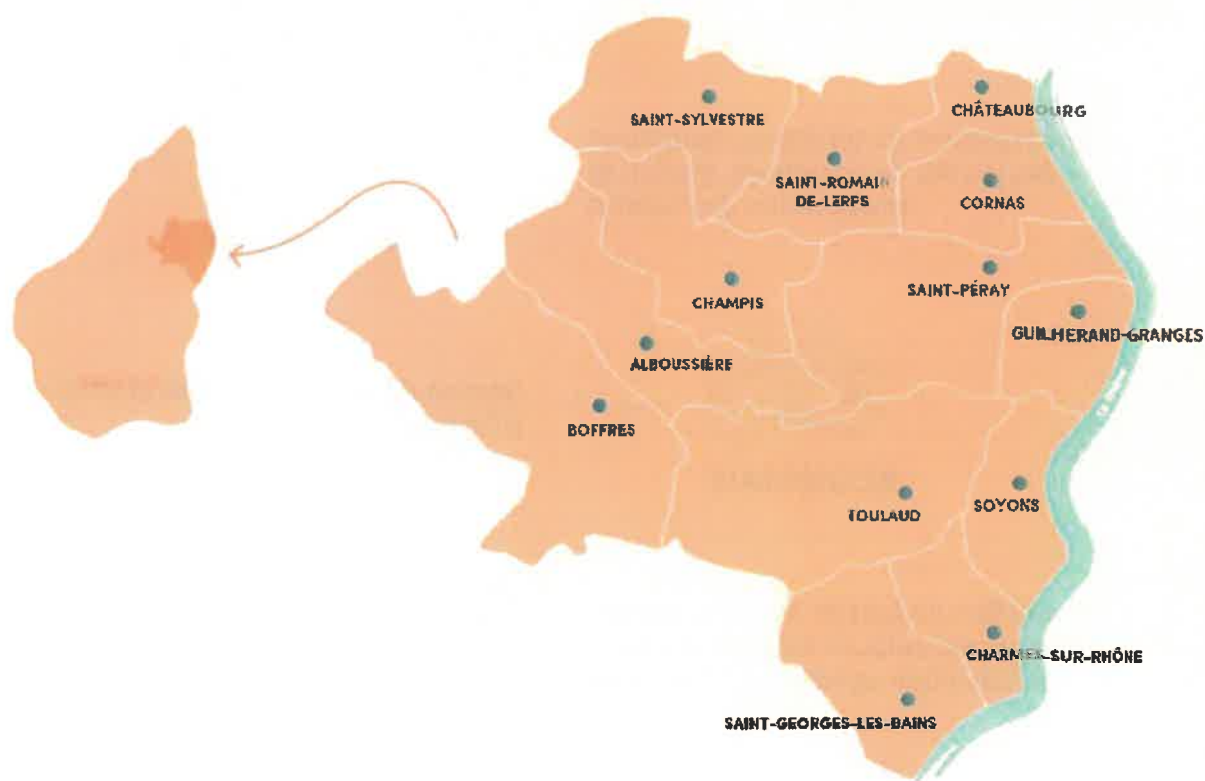 CHÂTEAUBOURG
SAINT-SYLVESTRE
SAINT-ROMAIN
DE-LERPS
CORNAS
SAINT-PÉRAY
CHAMPIS
GUILHERAND-GRANGES
ALBOUSSIÈRE
BOFFRES
SOYONS
TOULAUD
CHARMES-SUR-RHÔNE
SAINT-GEORGES-LES-BAINS